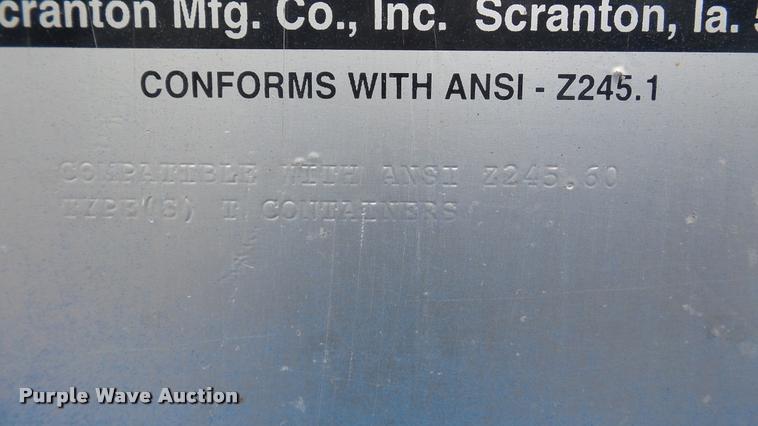 cranton Mfg. Co., Inc. Scranton, Ia. 5
CONFORMS WITH ANSI - Z245.1
COMPATIBLE WITH ANSI Z245.60
TYPE(S) I CONTAINERS
Purple Wave Auction